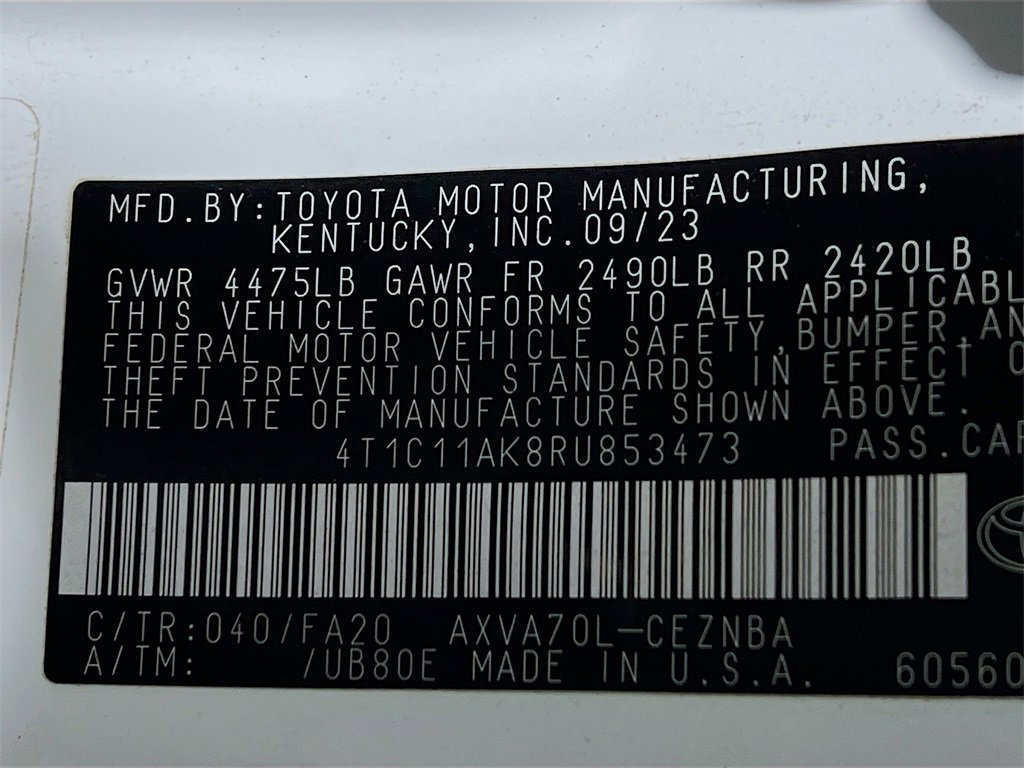 MFD.BY:TOYOTA MOTOR MANUFACTURING,
KENTUCKY,INC.09/23
GVWR 4475LB GAWR FR 2490LB RR 2420LB
THIS VEHICLE CONFORMS TO ALL APPLICABL
FEDERAL MOTOR VEHICLE SAFETY,BUMPER,AN
THEFT PREVENTION STANDARDS IN EFFECT O
THE DATE OF MANUFACTURE SHOWN ABOVE.
4T1C11AK8RU853473 PASS.CAR
C/TR:040/FA20 AXVA70L-CEZNBA
A/TM: /UB80E MADE IN U.S.A. 60560